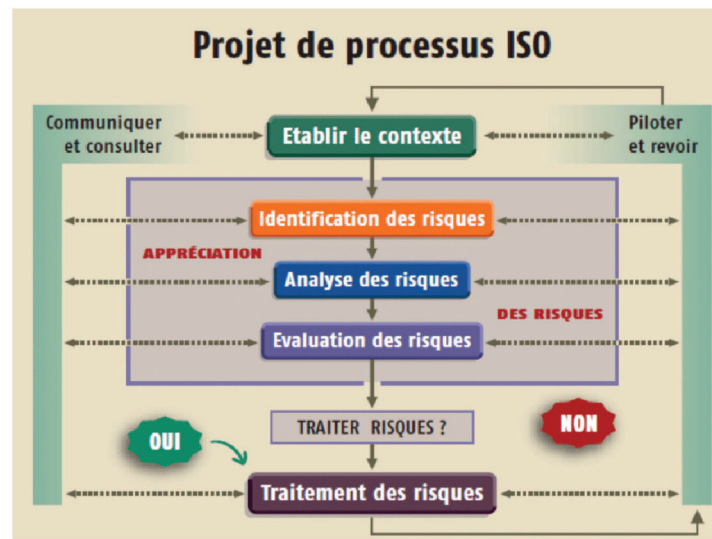 Projet de processus ISO
Communiquer
et consulter
Etablir le contexte
Piloter
et revoir
Identification des risques
APPRÉCIATION
Analyse des risques
DES RISQUES
Evaluation des risques
TRAITER RISQUES ?
NON
OUI
Traitement des risques